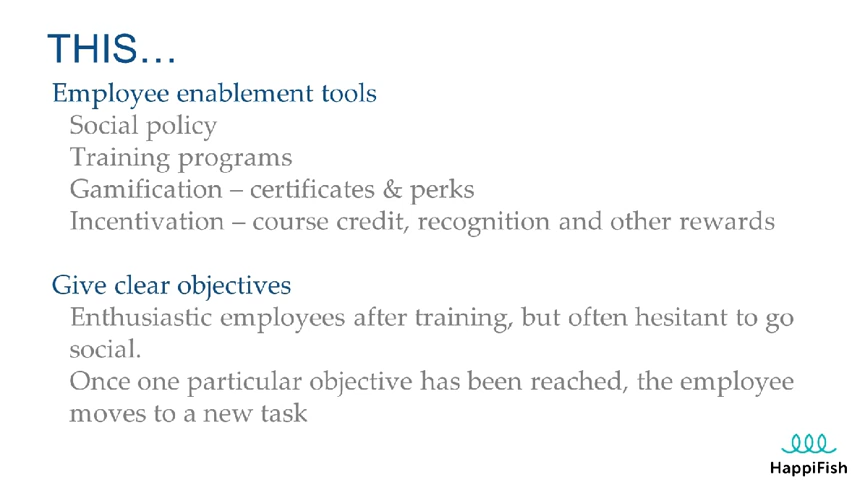 THIS…
Employee enablement tools
Social policy
Training programs
Gamification – certificates & perks
Incentivation – course credit, recognition and other rewards
Give clear objectives
Enthusiastic employees after training, but often hesitant to go
social.
Once one particular objective has been reached, the employee
moves to a new task
HappiFish